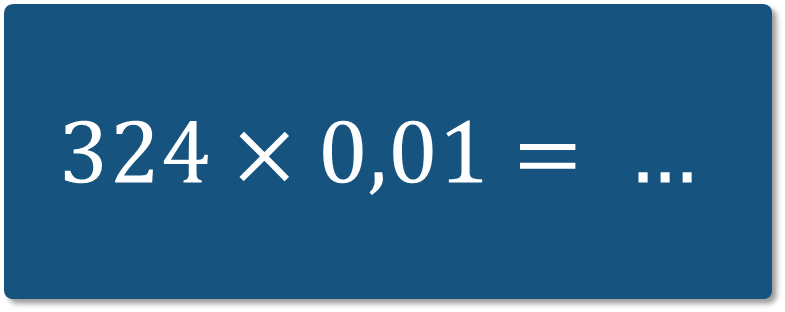 324 × 0,01 = ...